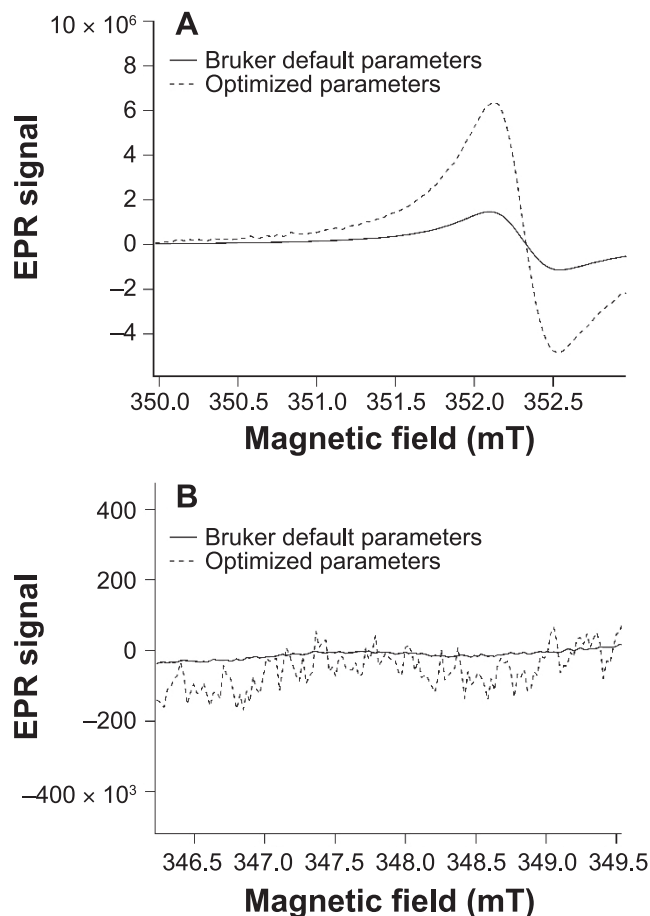 A
10 × 10⁶
Bruker default parameters
Optimized parameters
8
6
4
2
0
–2
–4
EPR signal
350.0 350.5 351.0 351.5 352.0 352.5
Magnetic field (mT)
B
400
Bruker default parameters
Optimized parameters
200
0
–200
–400 × 10³
EPR signal
346.5 347.0 347.5 348.0 348.5 349.0 349.5
Magnetic field (mT)